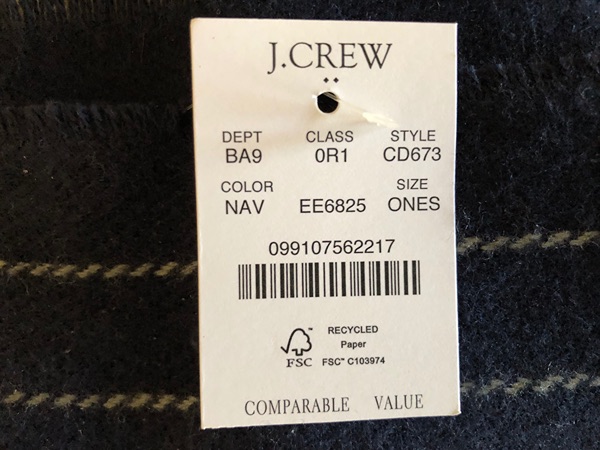 J.CREW
DEPT CLASS STYLE
BA9 0R1 CD673
COLOR SIZE
NAV EE6825 ONES
099107562217
RECYCLED
Paper
FSC™ FSC™ C103974
COMPARABLE VALUE